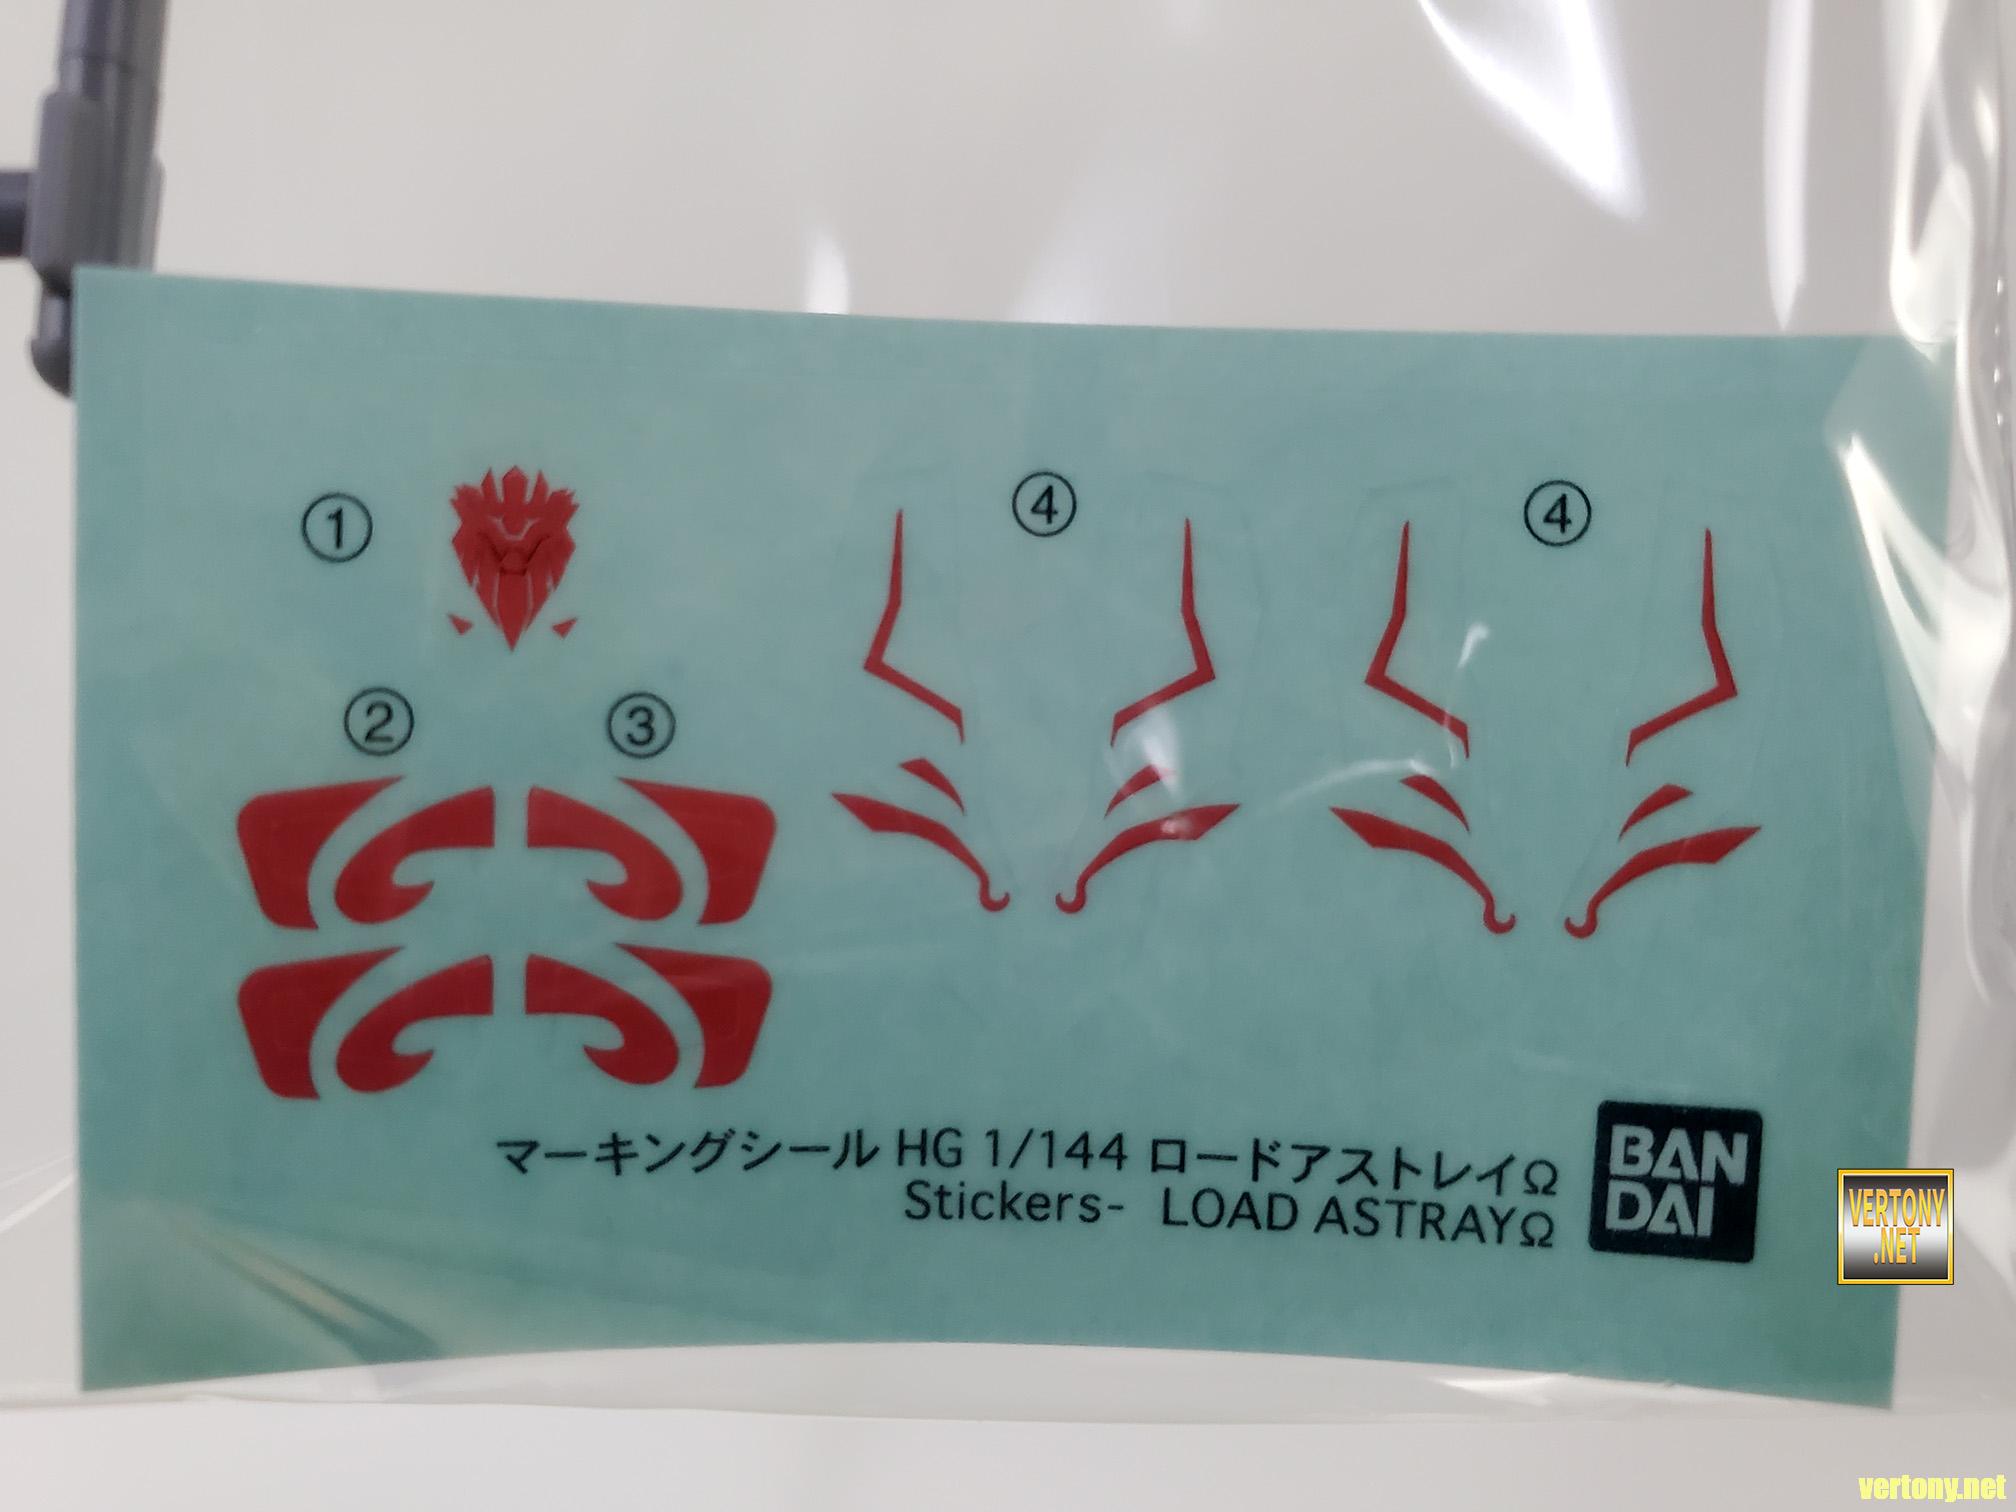 ① ④ ④
② ③
マーキングシール HG 1/144 ロードアストレイΩ
Stickers- LOAD ASTRAYΩ
BAN
DAI
VERTONY
.NET
vertony.net